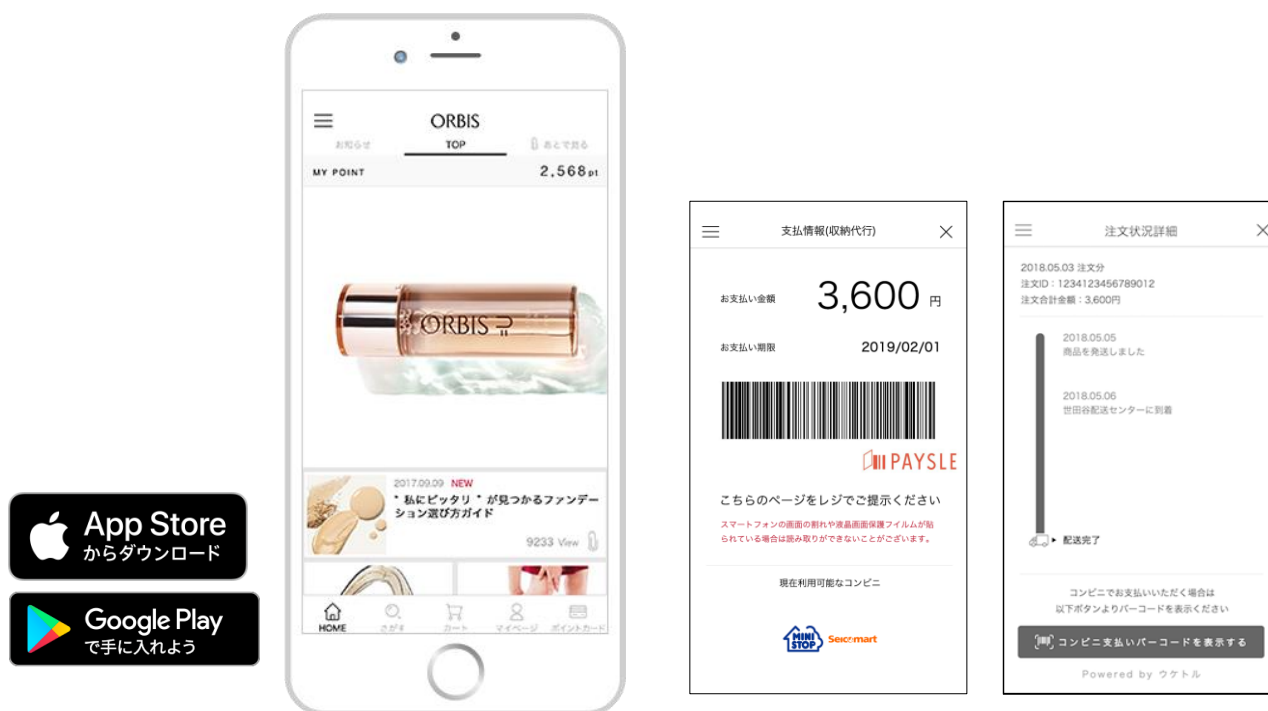 App Store
からダウンロード
Google Play
で手に入れよう
ORBIS
お知らせ
TOP
あとで見る
MY POINT
2,568pt
ORBIS
2017.09.09 NEW
" 私にピッタリ " が見つかるファンデー
ション選び方ガイド
9233 View
HOME
さがす
カート
マイページ
ポイントカード
支払情報(収納代行)
お支払い金額
3,600 円
お支払い期限
2019/02/01
PAYSLE
こちらのページをレジでご提示ください
スマートフォンの画面の割れや液晶画面保護フイルムが貼
られている場合は読み取りができないことがございます。
現在利用可能なコンビニ
MINI
STOP
Seicomart
注文状況詳細
2018.05.03 注文分
注文ID：1234123456789012
注文合計金額：3,600円
2018.05.05
商品を発送しました
2018.05.06
世田谷配送センターに到着
配送完了
コンビニでお支払いいただく場合は
以下ボタンよりバーコードを表示ください
コンビニ支払いバーコードを表示する
Powered by ウケトル